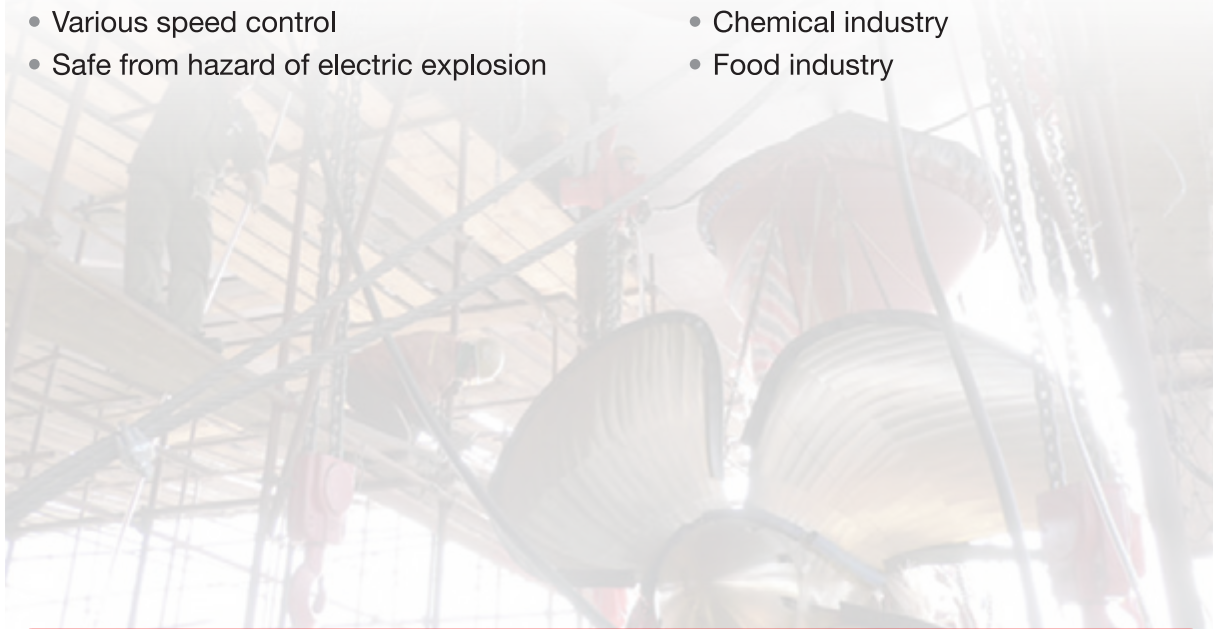 • Various speed control
• Safe from hazard of electric explosion
• Chemical industry
• Food industry